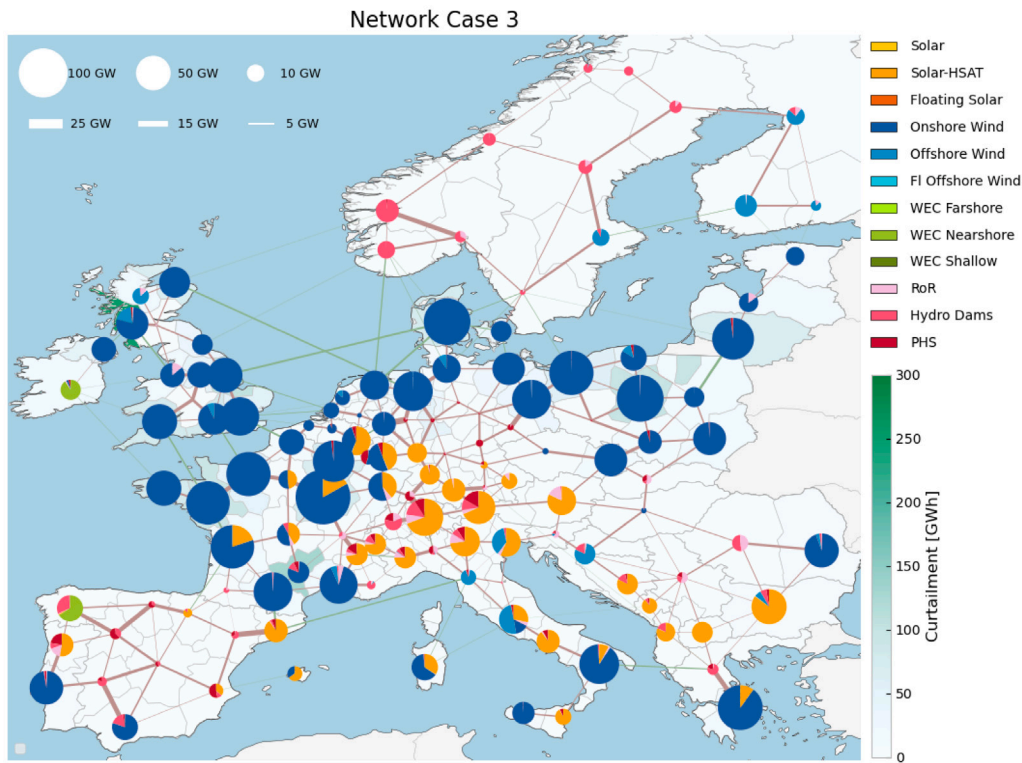 Network Case 3
100 GW 50 GW 10 GW
25 GW 15 GW 5 GW
Solar
Solar-HSAT
Floating Solar
Onshore Wind
Offshore Wind
Fl Offshore Wind
WEC Farshore
WEC Nearshore
WEC Shallow
RoR
Hydro Dams
PHS
300
250
200
150
100
50
0
Curtailment [GWh]